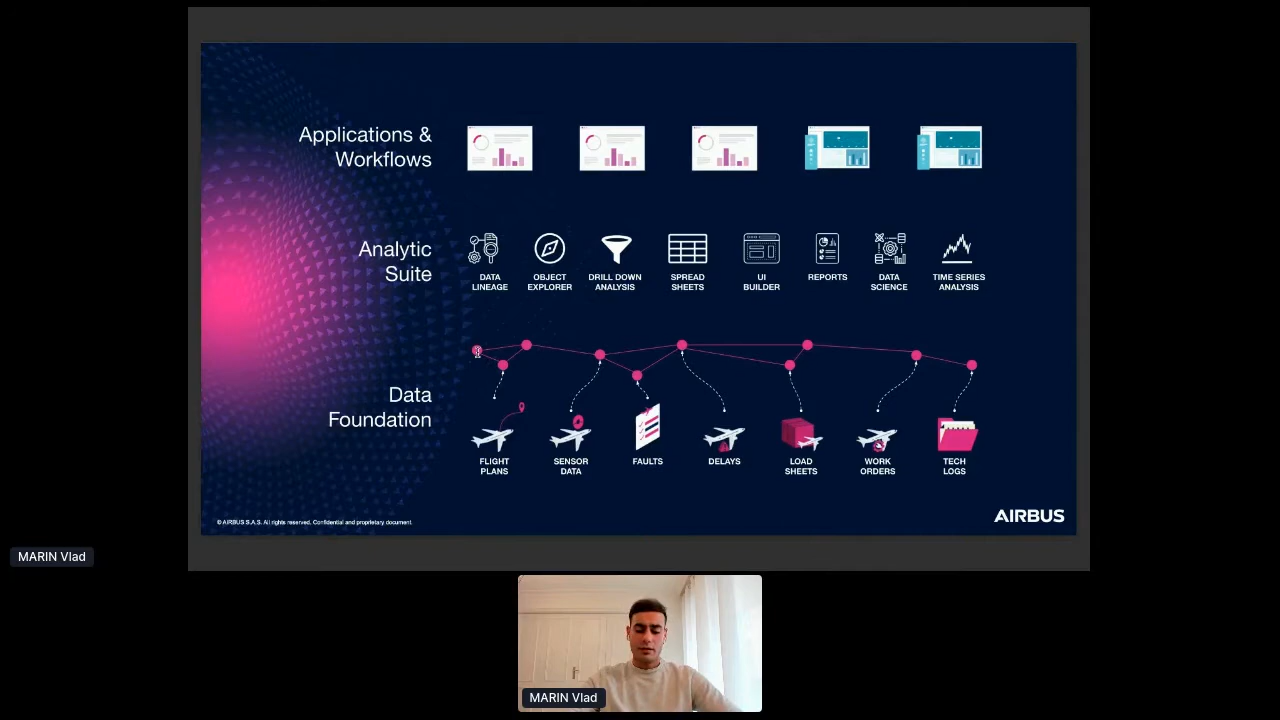 Applications &
Workflows
Analytic
Suite
DATA
LINEAGE
OBJECT
EXPLORER
DRILL DOWN
ANALYSIS
SPREAD
SHEETS
UI
BUILDER
REPORTS
DATA
SCIENCE
TIME SERIES
ANALYSIS
Data
Foundation
FLIGHT
PLANS
SENSOR
DATA
FAULTS
DELAYS
LOAD
SHEETS
WORK
ORDERS
TECH
LOGS
© AIRBUS S.A.S. All rights reserved. Confidential and proprietary document.
AIRBUS
MARIN Vlad
MARIN Vlad